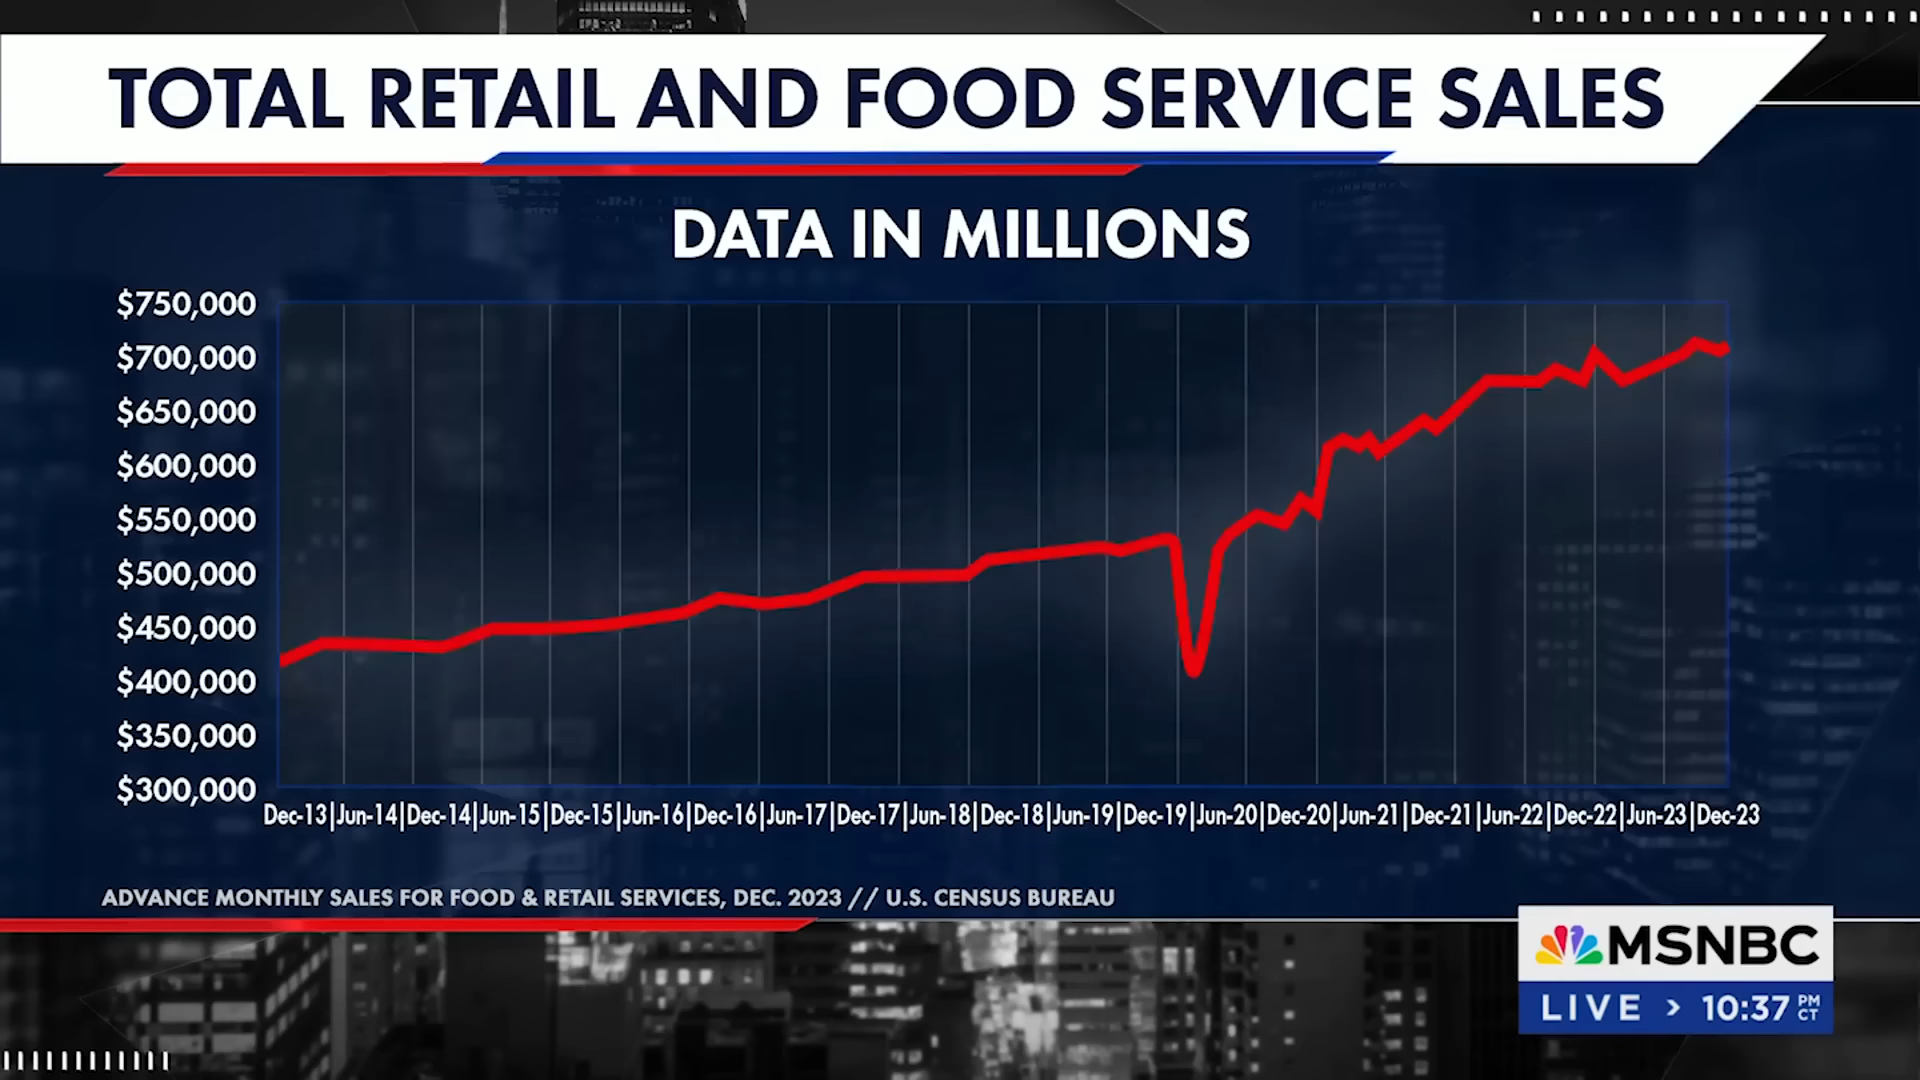 TOTAL RETAIL AND FOOD SERVICE SALES
DATA IN MILLIONS
$750,000
$700,000
$650,000
$600,000
$550,000
$500,000
$450,000
$400,000
$350,000
$300,000
Dec-13|Jun-14|Dec-14|Jun-15|Dec-15|Jun-16|Dec-16|Jun-17|Dec-17|Jun-18|Dec-18|Jun-19|Dec-19|Jun-20|Dec-20|Jun-21|Dec-21|Jun-22|Dec-22|Jun-23|Dec-23
ADVANCE MONTHLY SALES FOR FOOD & RETAIL SERVICES, DEC. 2023 // U.S. CENSUS BUREAU
MSNBC
LIVE > 10:37 PM CT